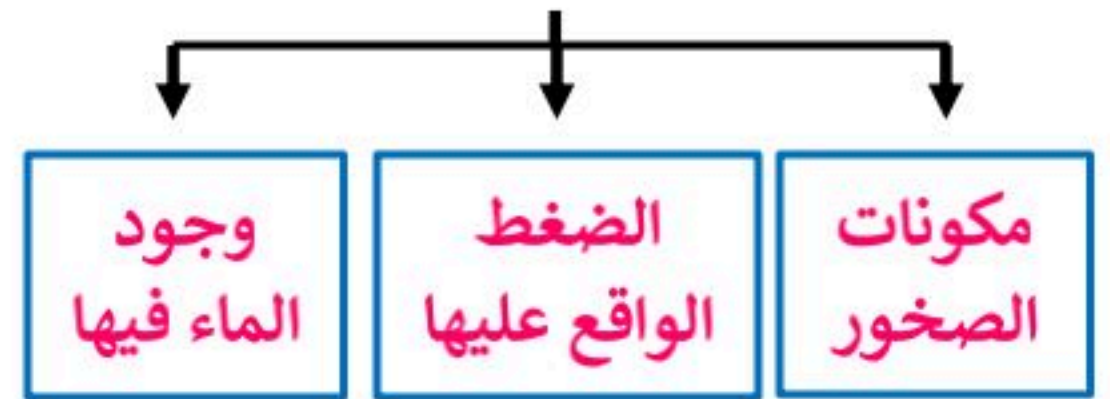 مكونات
الصخور
الضغط
الواقع عليها
وجود
الماء فيها